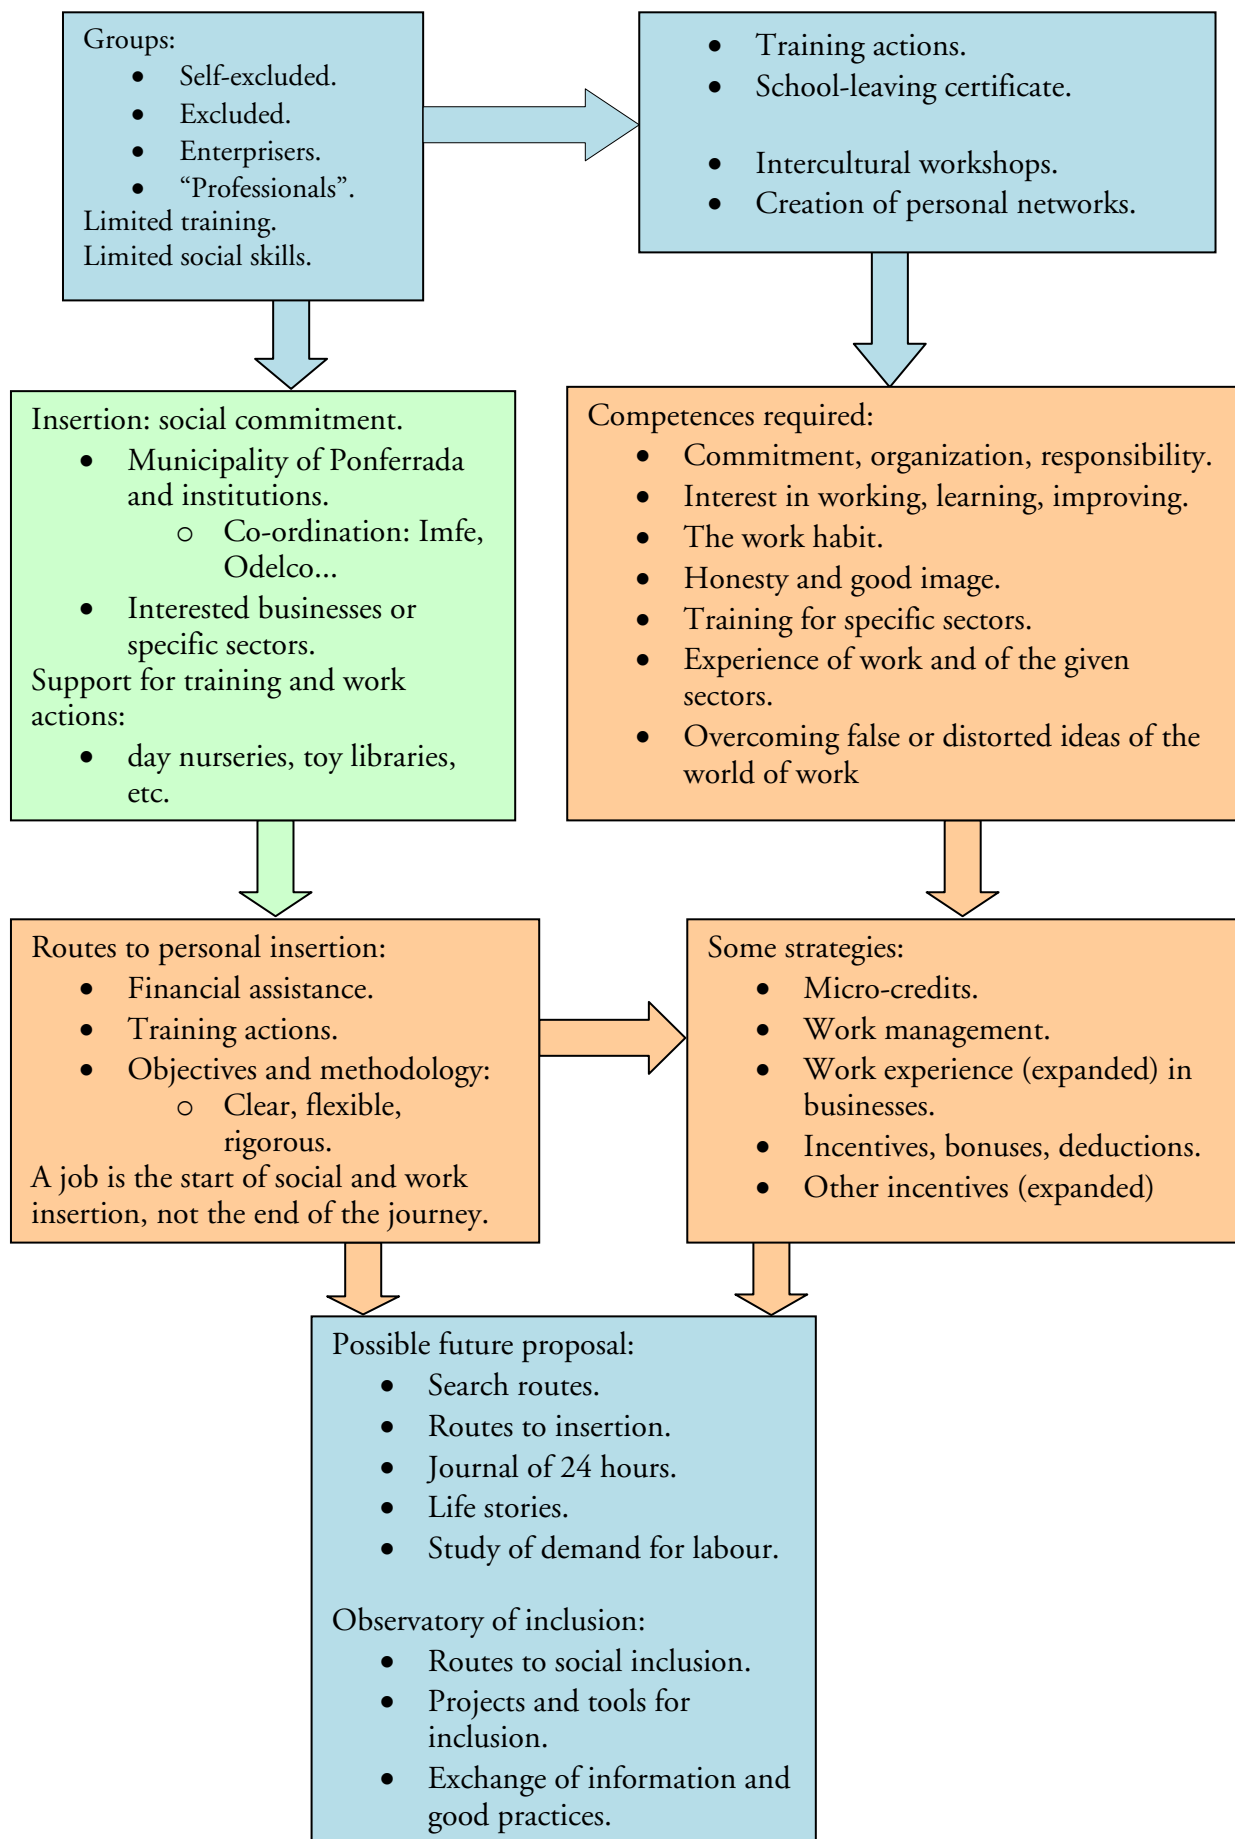 Groups:
• Self-excluded.
• Excluded.
• Enterprisers.
• “Professionals”.
Limited training.
Limited social skills.
• Training actions.
• School-leaving certificate.
• Intercultural workshops.
• Creation of personal networks.
Insertion: social commitment.
• Municipality of Ponferrada
and institutions.
o Co-ordination: Imfe,
Odelco...
• Interested businesses or
specific sectors.
Support for training and work
actions:
• day nurseries, toy libraries,
etc.
Competences required:
• Commitment, organization, responsibility.
• Interest in working, learning, improving.
• The work habit.
• Honesty and good image.
• Training for specific sectors.
• Experience of work and of the given
sectors.
• Overcoming false or distorted ideas of the
world of work
Routes to personal insertion:
• Financial assistance.
• Training actions.
• Objectives and methodology:
o Clear, flexible,
rigorous.
A job is the start of social and work
insertion, not the end of the journey.
Some strategies:
• Micro-credits.
• Work management.
• Work experience (expanded) in
businesses.
• Incentives, bonuses, deductions.
• Other incentives (expanded)
Possible future proposal:
• Search routes.
• Routes to insertion.
• Journal of 24 hours.
• Life stories.
• Study of demand for labour.
Observatory of inclusion:
• Routes to social inclusion.
• Projects and tools for
inclusion.
• Exchange of information and
good practices.